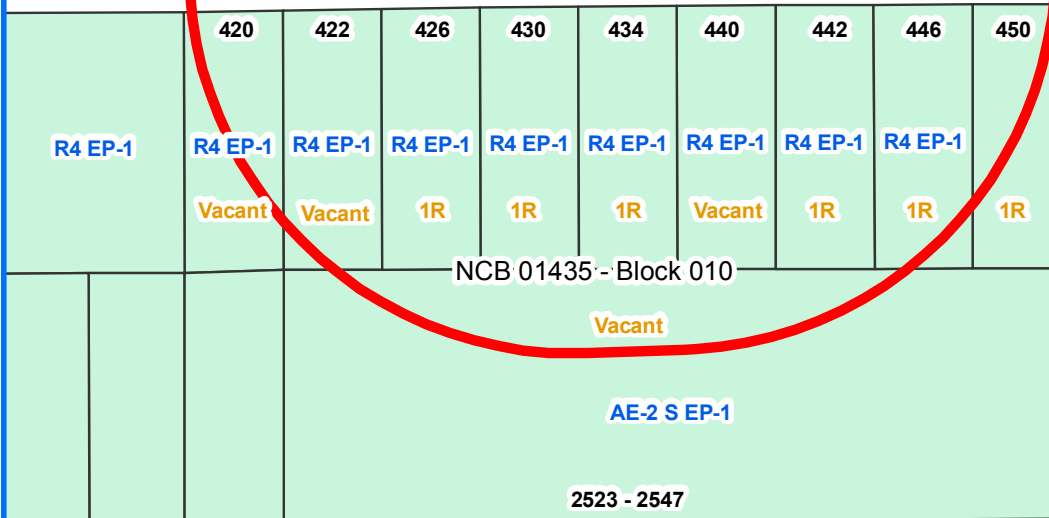 420 422 426 430 434 440 442 446 450
R4 EP-1 R4 EP-1 R4 EP-1 R4 EP-1 R4 EP-1 R4 EP-1 R4 EP-1 R4 EP-1 R4 EP-1
Vacant Vacant 1R 1R 1R Vacant 1R 1R 1R
NCB 01435 - Block 010
Vacant
AE-2 S EP-1
2523 - 2547